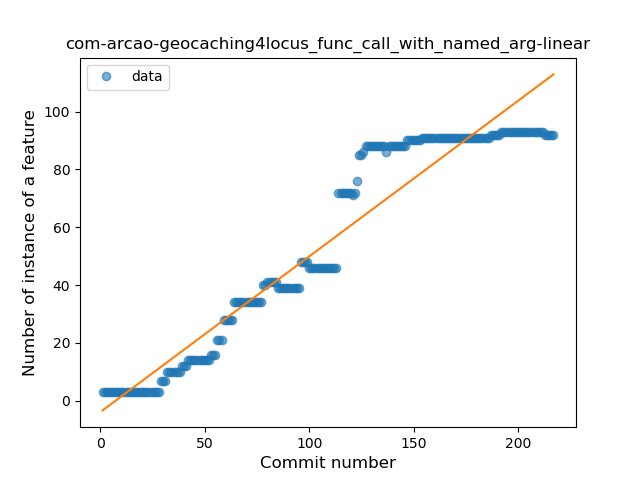 com-arcao-geocaching4locus_func_call_with_named_arg-linear
data
Number of instance of a feature
100
80
60
40
20
0
0 50 100 150 200
Commit number